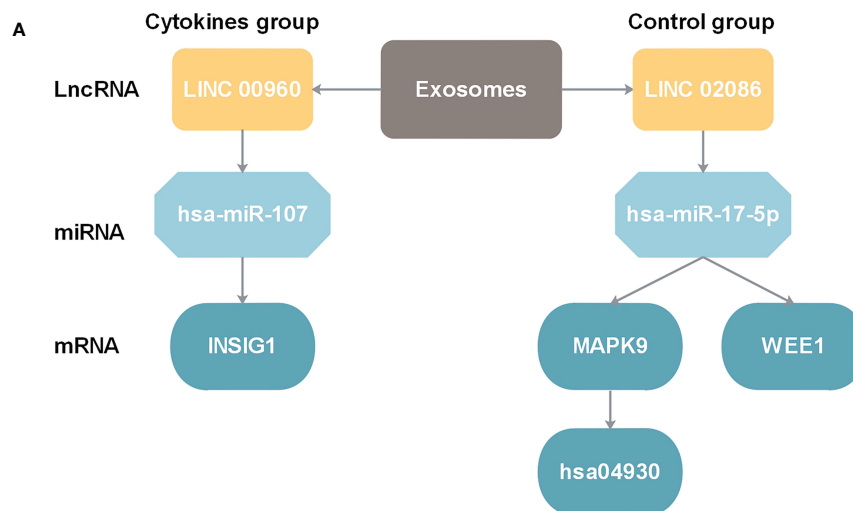 A
Cytokines group
Control group
LncRNA
LINC 00960
Exosomes
LINC 02086
miRNA
hsa-miR-107
hsa-miR-17-5p
mRNA
INSIG1
MAPK9
WEE1
hsa04930